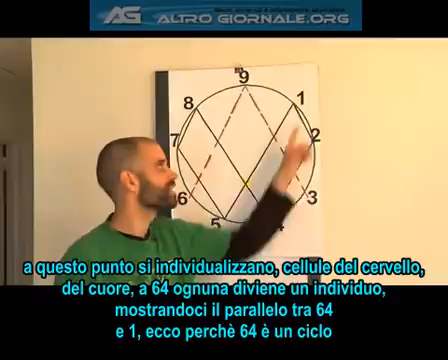 AG ALTRO GIORNALE.ORG
9
8 1
7 2
6 3
5
a questo punto si individualizzano, cellule del cervello,
del cuore, a 64 ognuna diviene un individuo,
mostrandoci il parallelo tra 64
e 1, ecco perchè 64 è un ciclo